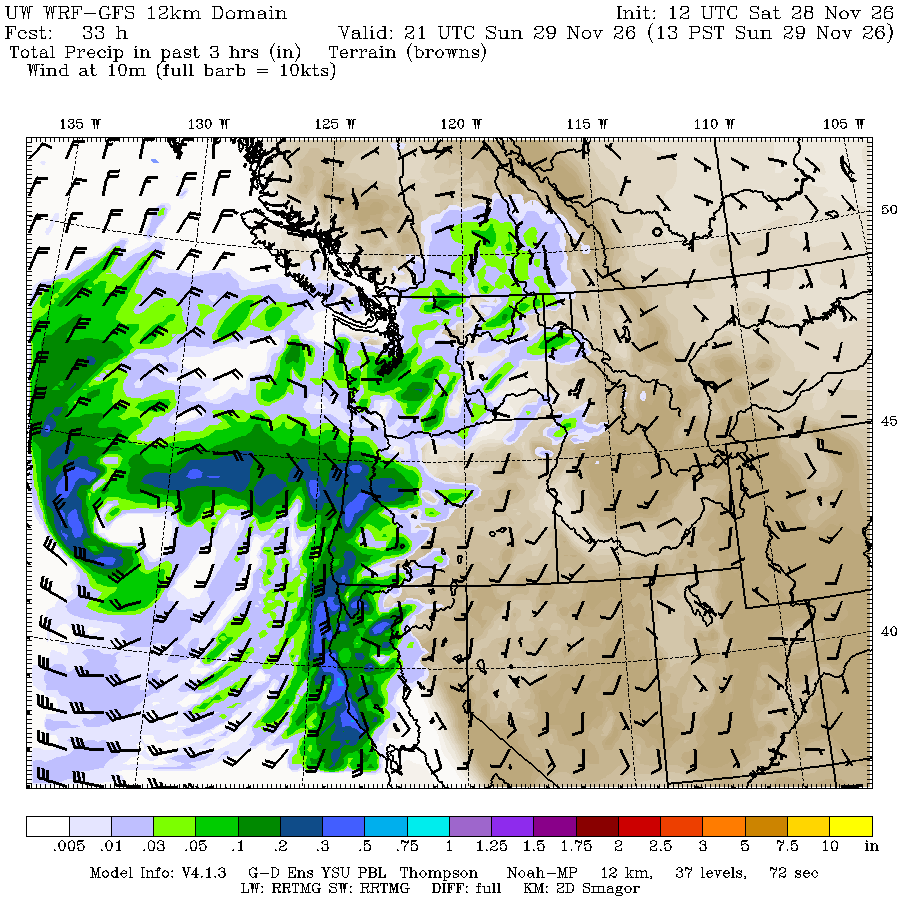 UW WRF-GFS 12km Domain Init: 12 UTC Sat 28 Nov 26
Fcst: 33 h Valid: 21 UTC Sun 29 Nov 26 (13 PST Sun 29 Nov 26)
Total Precip in past 3 hrs (in) Terrain (browns)
Wind at 10m (full barb = 10kts)
135 W 130 W 125 W 120 W 115 W 110 W 105 W
50
45
40
.005 .01 .03 .05 .1 .2 .3 .5 .75 1 1.25 1.5 1.75 2 2.5 3 5 7.5 10 in
Model Info: V4.1.3 G-D Ens YSU PBL Thompson Noah-MP 12 km, 37 levels, 72 sec
LW: RRTMG SW: RRTMG DIFF: full KM: 2D Smagor